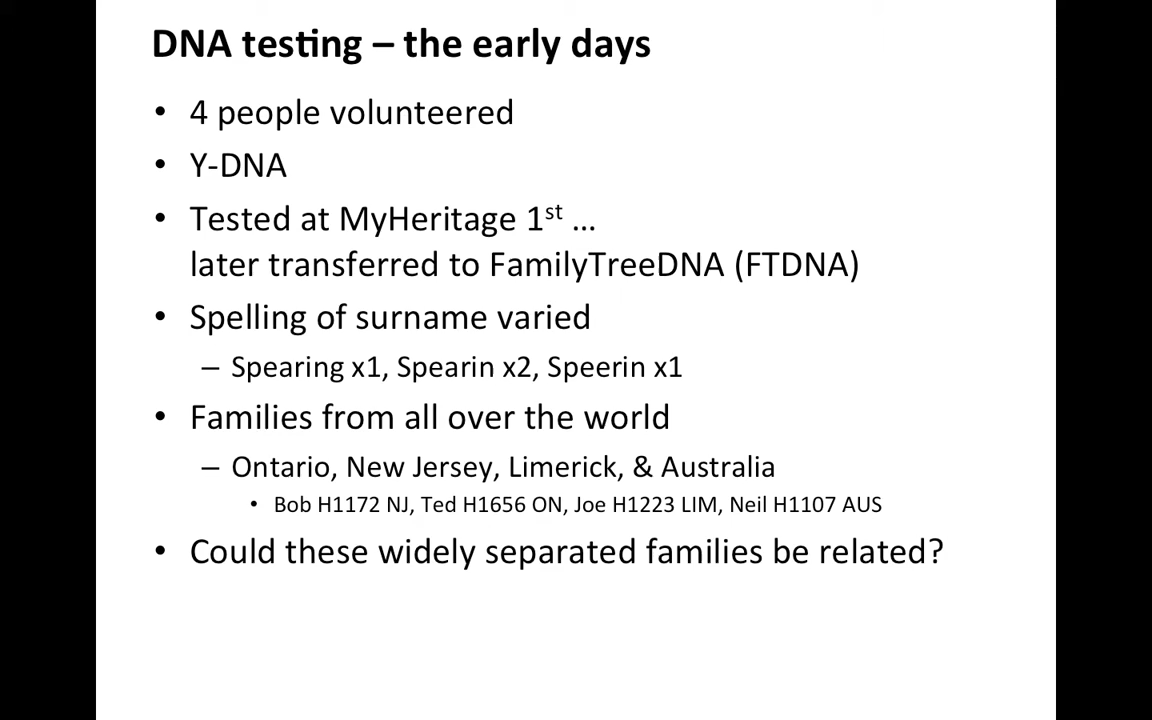 DNA testing – the early days
• 4 people volunteered
• Y-DNA
• Tested at MyHeritage 1st ...
later transferred to FamilyTreeDNA (FTDNA)
• Spelling of surname varied
– Spearing x1, Spearin x2, Speerin x1
• Families from all over the world
– Ontario, New Jersey, Limerick, & Australia
• Bob H1172 NJ, Ted H1656 ON, Joe H1223 LIM, Neil H1107 AUS
• Could these widely separated families be related?